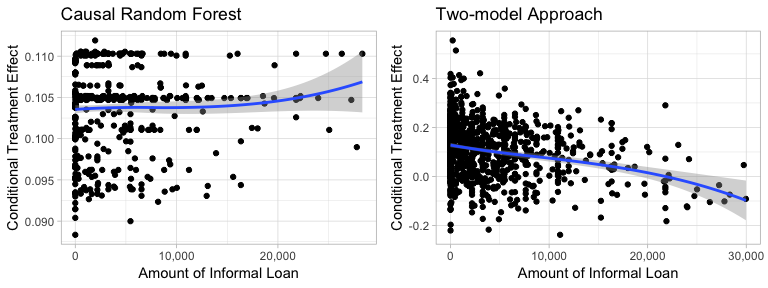 Causal Random Forest
Conditional Treatment Effect
0.110
0.105
0.100
0.095
0.090
0
10,000
20,000
Amount of Informal Loan
Two-model Approach
Conditional Treatment Effect
0.4
0.2
0.0
-0.2
0
10,000
20,000
30,000
Amount of Informal Loan